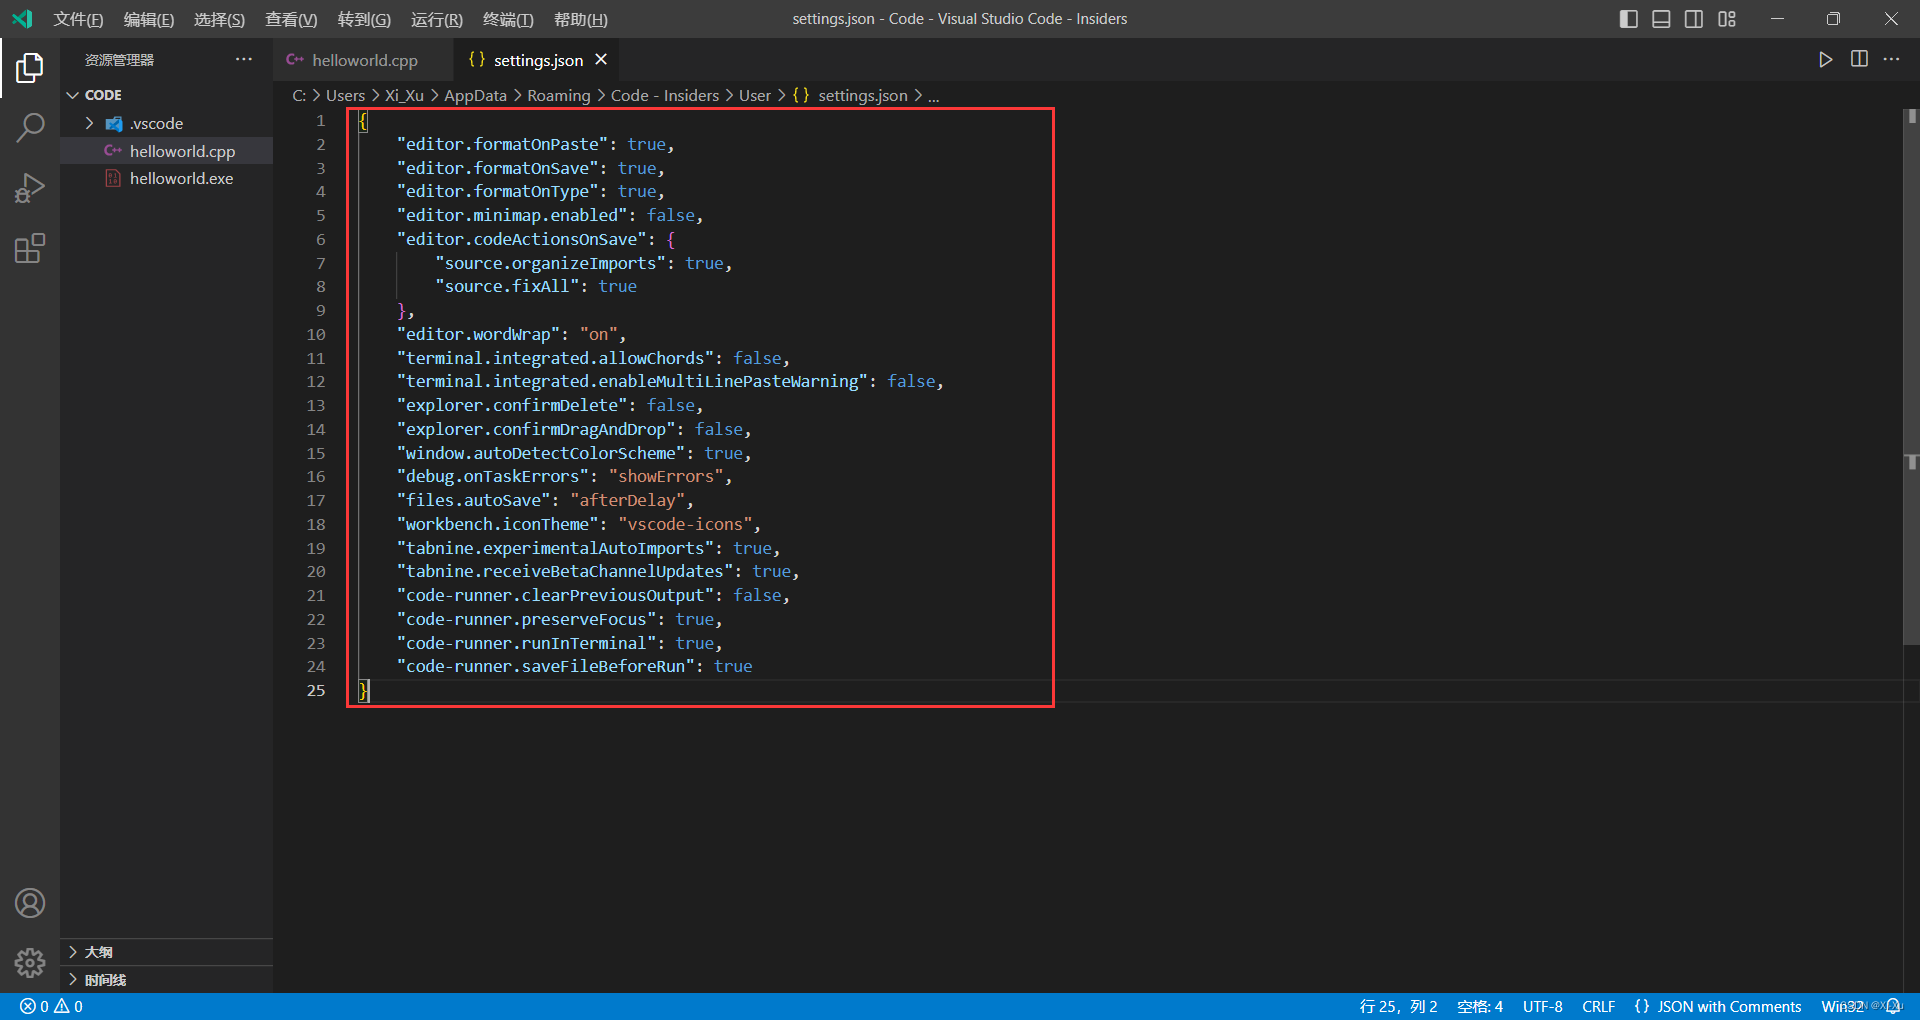 文件(F) 编辑(E) 选择(S) 查看(V) 转到(G) 运行(R) 终端(T) 帮助(H)
settings.json - Code - Visual Studio Code - Insiders
资源管理器
CODE
.vscode
helloworld.cpp
helloworld.exe
大纲
时间线
helloworld.cpp
{} settings.json
C: > Users > Xi_Xu > AppData > Roaming > Code - Insiders > User > {} settings.json > ...
1 {
2 "editor.formatOnPaste": true,
3 "editor.formatOnSave": true,
4 "editor.formatOnType": true,
5 "editor.minimap.enabled": false,
6 "editor.codeActionsOnSave": {
7 "source.organizeImports": true,
8 "source.fixAll": true
9 },
10 "editor.wordWrap": "on",
11 "terminal.integrated.allowChords": false,
12 "terminal.integrated.enableMultiLinePasteWarning": false,
13 "explorer.confirmDelete": false,
14 "explorer.confirmDragAndDrop": false,
15 "window.autoDetectColorScheme": true,
16 "debug.onTaskErrors": "showErrors",
17 "files.autoSave": "afterDelay",
18 "workbench.iconTheme": "vscode-icons",
19 "tabnine.experimentalAutoImports": true,
20 "tabnine.receiveBetaChannelUpdates": true,
21 "code-runner.clearPreviousOutput": false,
22 "code-runner.preserveFocus": true,
23 "code-runner.runInTerminal": true,
24 "code-runner.saveFileBeforeRun": true
25 }
0 0
行 25，列 2 空格: 4 UTF-8 CRLF {} JSON with Comments Win32